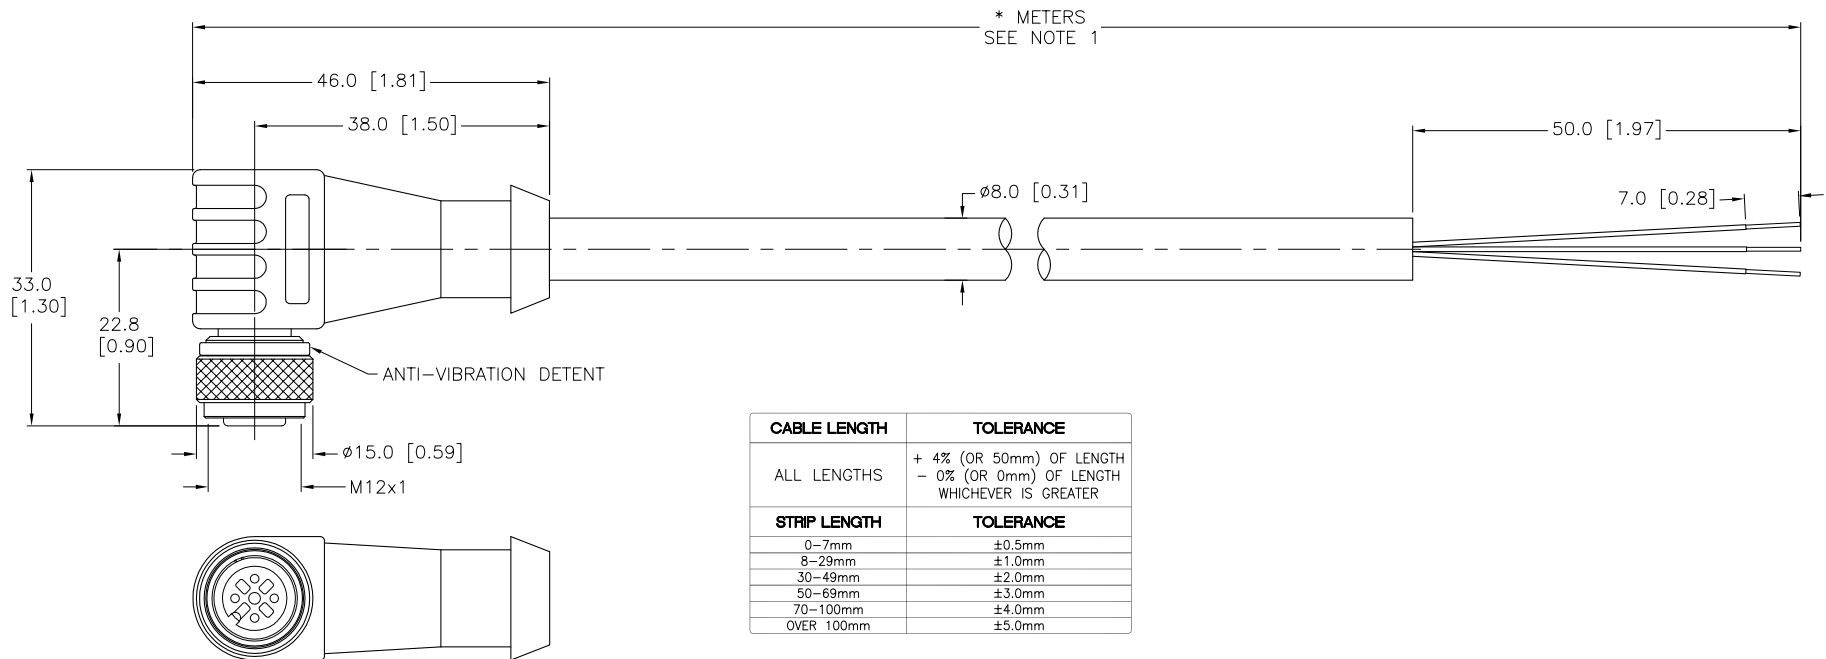 * METERS
SEE NOTE 1
46.0 [1.81]
38.0 [1.50]
50.0 [1.97]
Ø8.0 [0.31]
7.0 [0.28]
33.0
[1.30]
22.8
[0.90]
ANTI-VIBRATION DETENT
Ø15.0 [0.59]
M12x1
CABLE LENGTH TOLERANCE
ALL LENGTHS + 4% (OR 50mm) OF LENGTH
- 0% (OR 0mm) OF LENGTH
WHICHEVER IS GREATER
STRIP LENGTH TOLERANCE
0-7mm ±0.5mm
8-29mm ±1.0mm
30-49mm ±2.0mm
50-69mm ±3.0mm
70-100mm ±4.0mm
OVER 100mm ±5.0mm